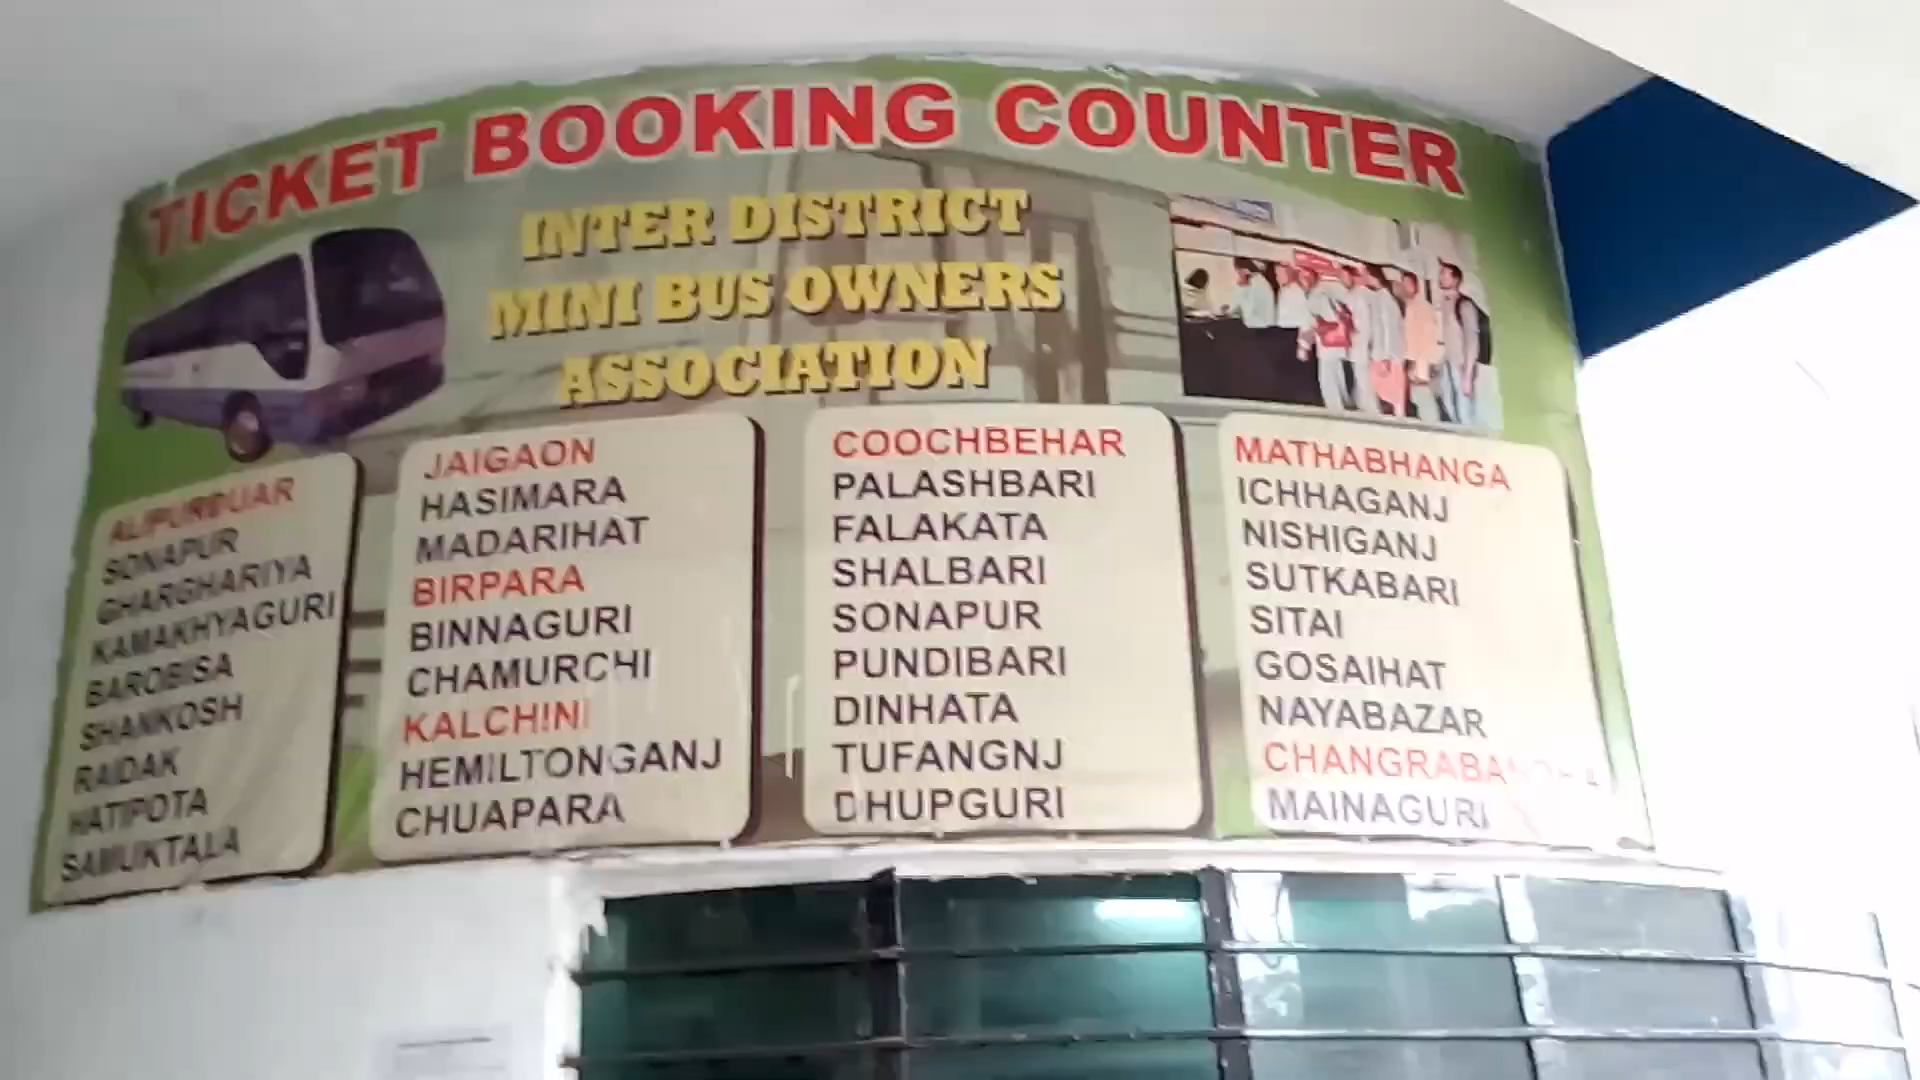 TICKET BOOKING COUNTER
INTER DISTRICT
MINI BUS OWNERS
ASSOCIATION
ALIPURDUAR
SONAPUR
GHARGHARIYA
KAMAKHYAGURI
BAROBISA
SHANKOSH
RAIDAK
HATIPOTA
SAMUKTALA
JAIGAON
HASIMARA
MADARIHAT
BIRPARA
BINNAGURI
CHAMURCHI
KALCHINI
HEMILTONGANJ
CHUAPARA
COOCHBEHAR
PALASHBARI
FALAKATA
SHALBARI
SONAPUR
PUNDIBARI
DINHATA
TUFANGNJ
DHUPGURI
MATHABHANGA
ICHHAGANJ
NISHIGANJ
SUTKABARI
SITAI
GOSAIHAT
NAYABAZAR
CHANGRABANDHA
MAINAGURI